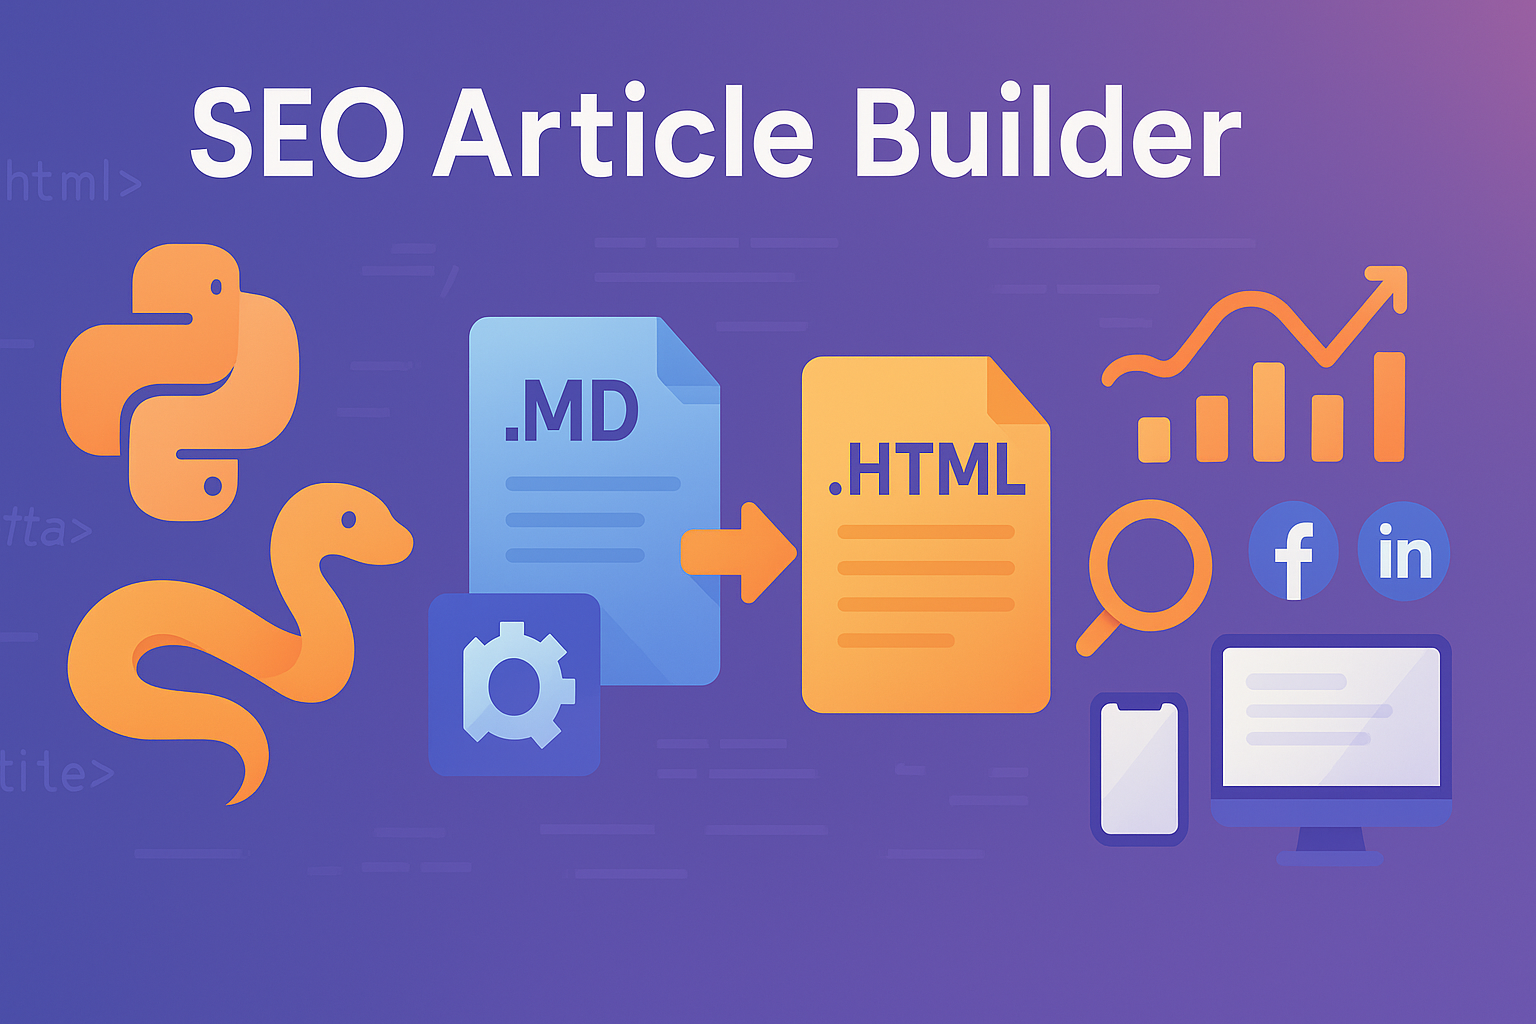 SEO Article Builder
html>
.MD
.HTML
f
in
tta>
title>